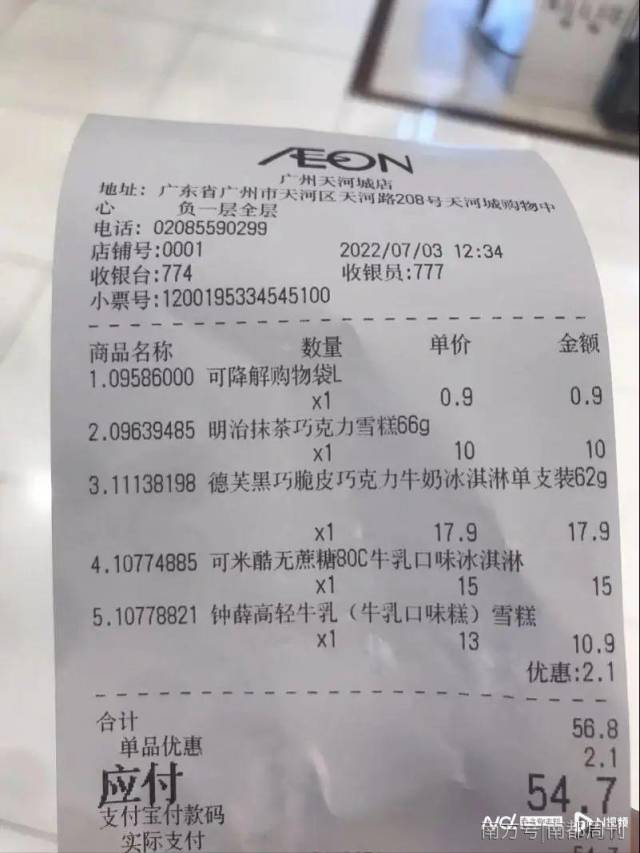 ÆON
广州天河城店
地址: 广东省广州市天河区天河路208号天河城购物中
心 负一层全层
电话: 02085590299
店铺号:0001 2022/07/03 12:34
收银台:774 收银员:777
小票号:1200195334545100
商品名称 数量 单价 金额
1.09586000 可降解购物袋L
x1 0.9 0.9
2.09639485 明治抹茶巧克力雪糕66g
x1 10 10
3.11138198 德芙黑巧脆皮巧克力牛奶冰淇淋单支装62g
x1 17.9 17.9
4.10774885 可米酷无蔗糖80C牛乳口味冰淇淋
x1 15 15
5.10778821 钟薛高轻牛乳（牛乳口味糕）雪糕
x1 13 10.9
优惠:2.1
合计 56.8
单品优惠 2.1
应付 54.7
支付宝付款码
实际支付 54.7
南方号|南都周刊
N视频